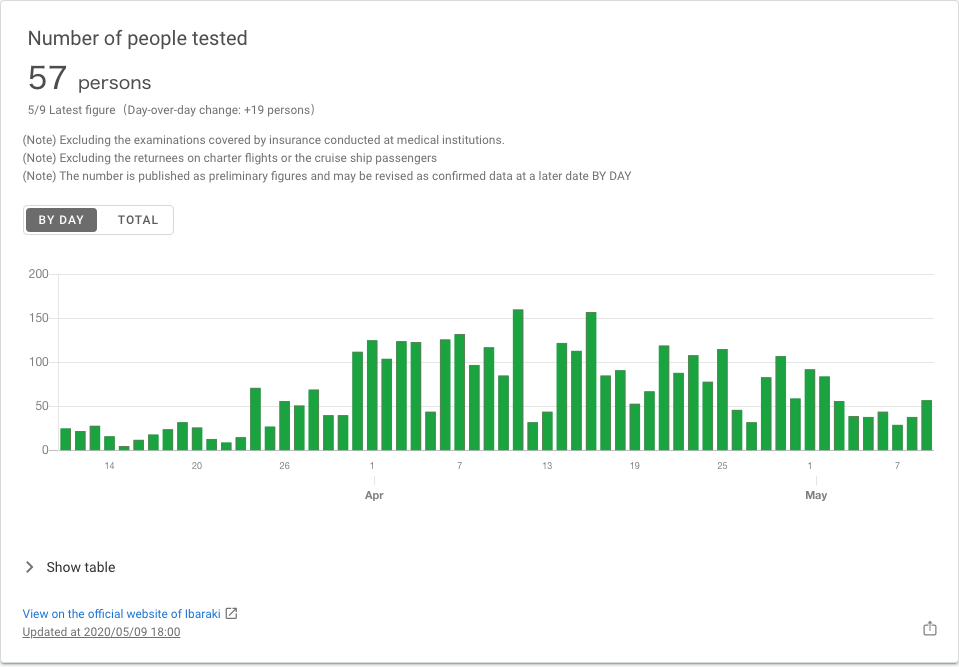 Number of people tested
57 persons
5/9 Latest figure（Day-over-day change: +19 persons）
(Note) Excluding the examinations covered by insurance conducted at medical institutions.
(Note) Excluding the returnees on charter flights or the cruise ship passengers
(Note) The number is published as preliminary figures and may be revised as confirmed data at a later date BY DAY
BY DAY TOTAL
200
150
100
50
0
14 20 26 1 7 13 19 25 1 7
Apr May
Show table
View on the official website of Ibaraki
Updated at 2020/05/09 18:00